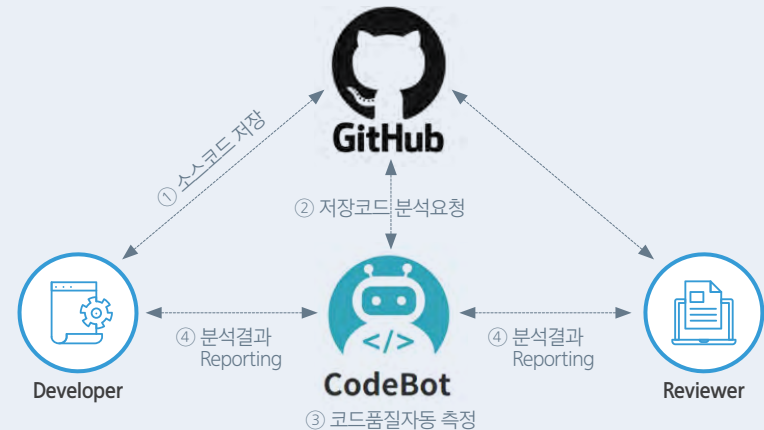 GitHub
① 소스코드 저장
② 저장코드 분석요청
④ 분석결과
Reporting
④ 분석결과
Reporting
</>
Developer
CodeBot
Reviewer
③ 코드품질자동 측정